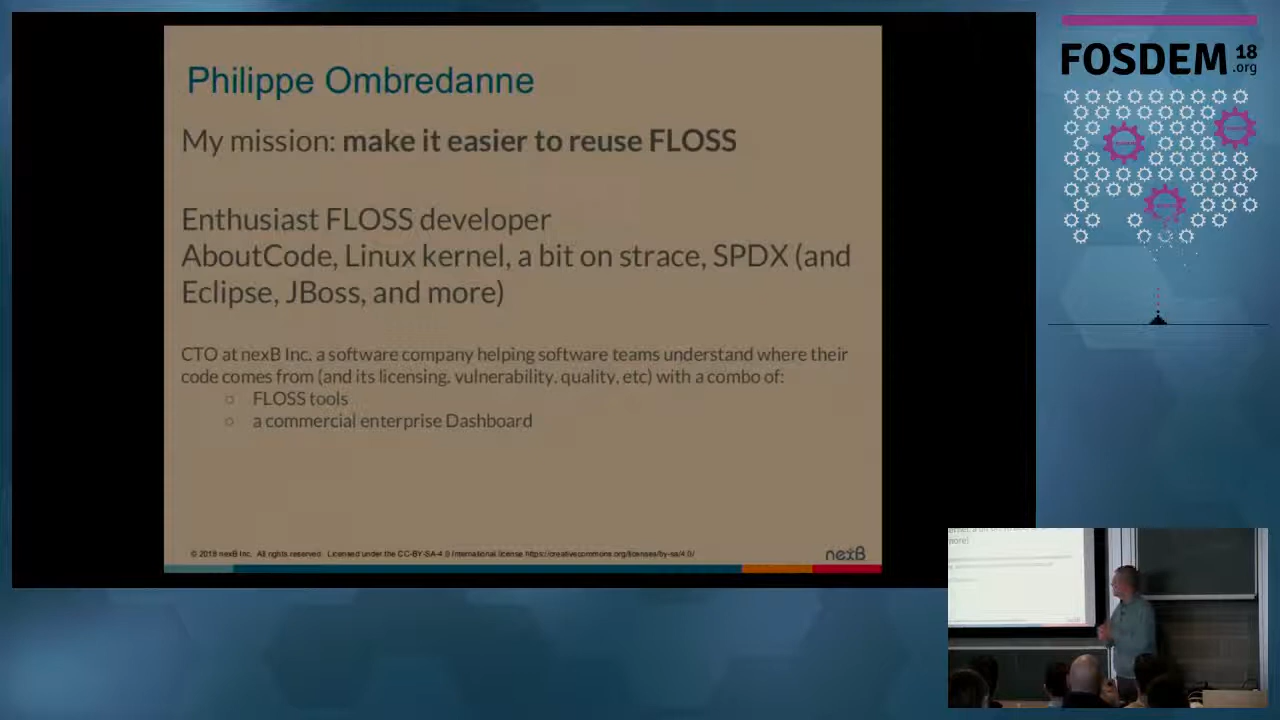 Philippe Ombredanne
My mission: make it easier to reuse FLOSS
Enthusiast FLOSS developer
AboutCode, Linux kernel, a bit on strace, SPDX (and
Eclipse, JBoss, and more)
CTO at nexB Inc. a software company helping software teams understand where their
code comes from (and its licensing, vulnerability, quality, etc) with a combo of:
○ FLOSS tools
○ a commercial enterprise Dashboard
© 2018 nexB Inc. All rights reserved. Licensed under the CC-BY-SA-4.0 International license https://creativecommons.org/licenses/by-sa/4.0/
nexB
FOSDEM 18
.org
more)